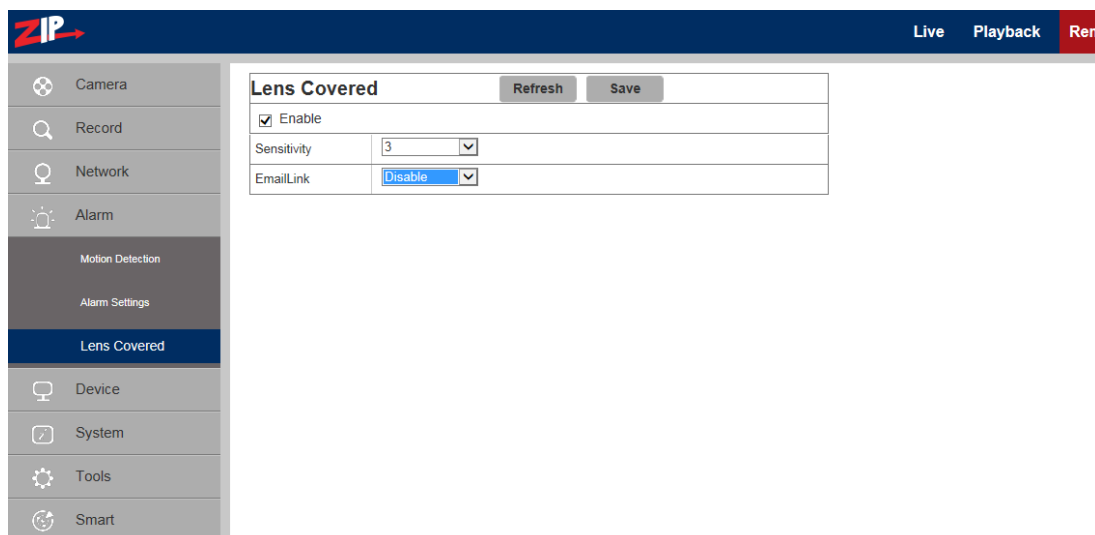 ZIP
Live Playback Rem
Camera
Record
Network
Alarm
Motion Detection
Alarm Settings
Lens Covered
Device
System
Tools
Smart
Lens Covered Refresh Save
Enable
Sensitivity 3
EmailLink Disable